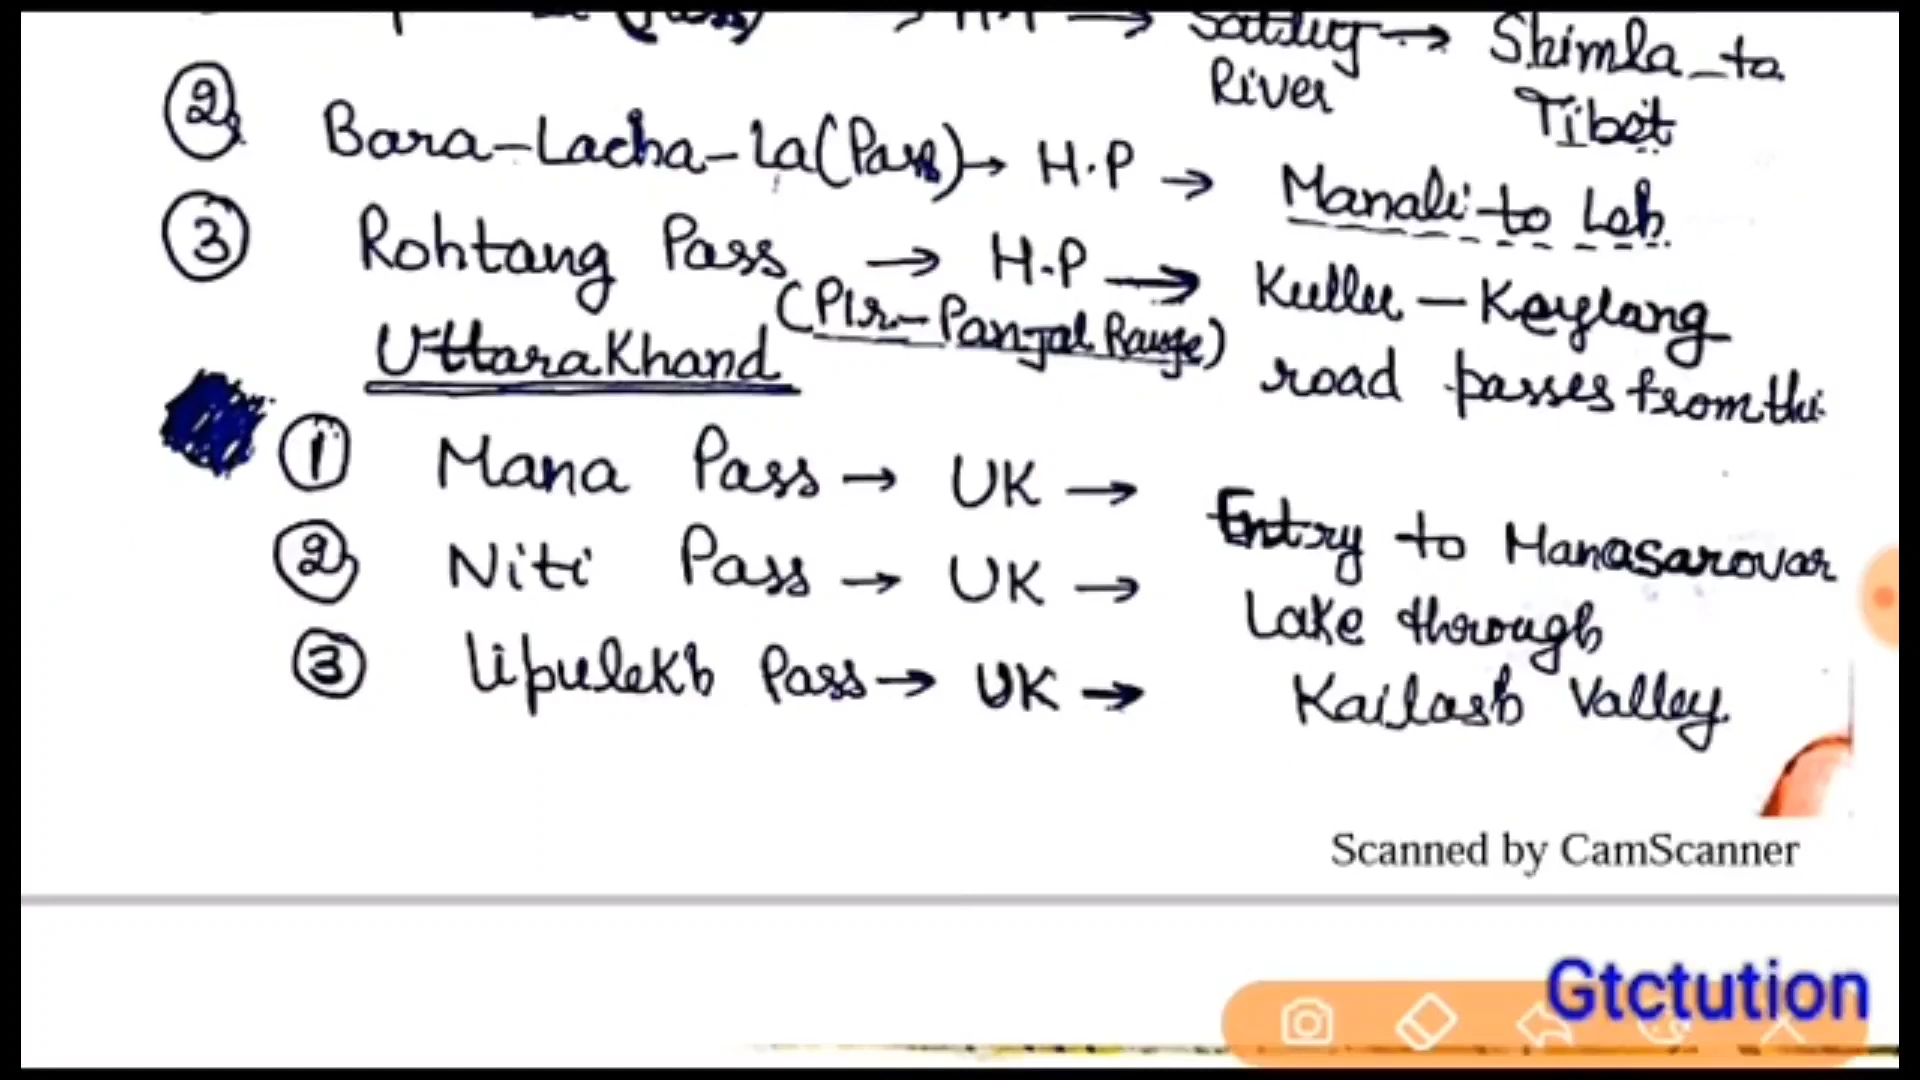 (Pass) → H.P → Satluj → Shimla-to
River Tibet
② Bara-Lacha-La(Pass)→ H.P → Manali to Leh
③ Rohtang Pass → H.P → Kullu – Keylang
(Pir-Panjal Range) road passes from this
Uttarakhand
① Mana Pass → UK →
② Niti Pass → UK →
③ Lipulekh Pass → UK →
Entry to Manasarovar
Lake through
Kailash Valley
Scanned by CamScanner
Gtctution